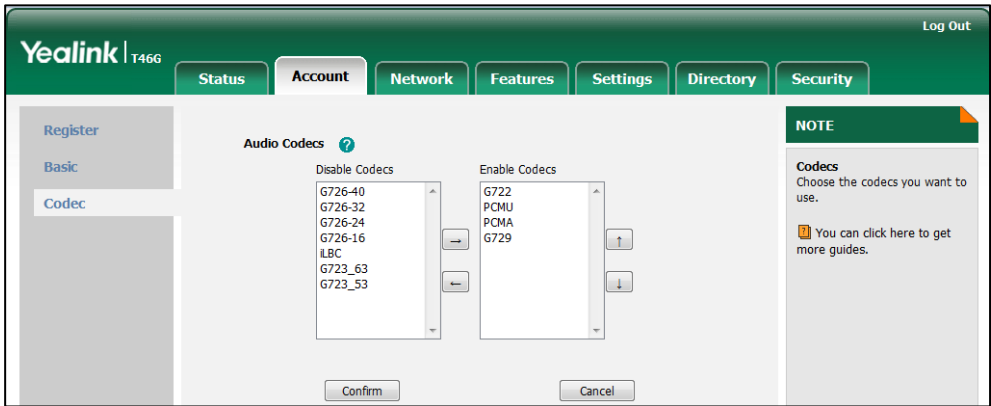 Log Out
Yealink | T46G
Status
Account
Network
Features
Settings
Directory
Security
Register
Basic
Codec
Audio Codecs ?
Disable Codecs
G726-40
G726-32
G726-24
G726-16
iLBC
G723_63
G723_53
→
←
Enable Codecs
G722
PCMU
PCMA
G729
↑
↓
Confirm
Cancel
NOTE
Codecs
Choose the codecs you want to
use.
? You can click here to get
more guides.